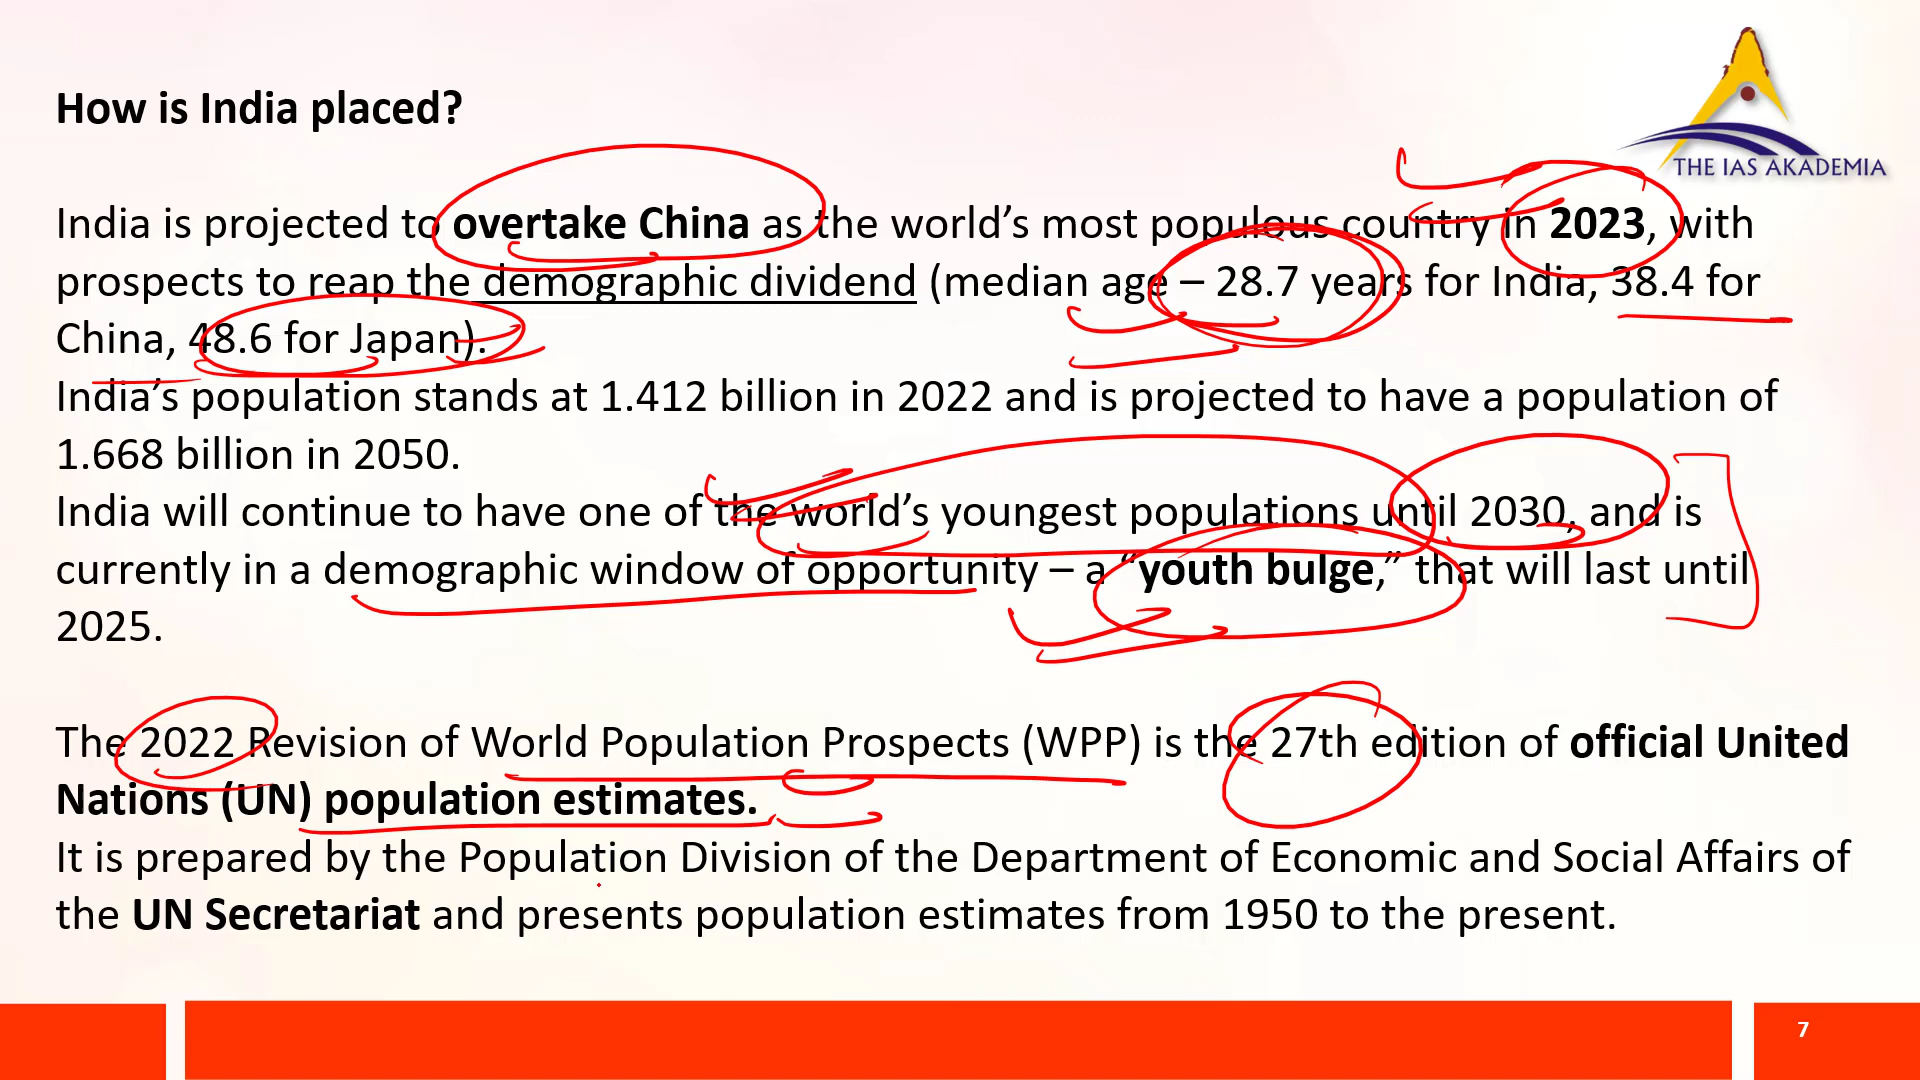 How is India placed?
THE IAS AKADEMIA
India is projected to overtake China as the world’s most populous country in 2023, with
prospects to reap the demographic dividend (median age – 28.7 years for India, 38.4 for
China, 48.6 for Japan).
India’s population stands at 1.412 billion in 2022 and is projected to have a population of
1.668 billion in 2050.
India will continue to have one of the world’s youngest populations until 2030, and is
currently in a demographic window of opportunity – a “youth bulge,” that will last until
2025.
The 2022 Revision of World Population Prospects (WPP) is the 27th edition of official United
Nations (UN) population estimates.
It is prepared by the Population Division of the Department of Economic and Social Affairs of
the UN Secretariat and presents population estimates from 1950 to the present.
7